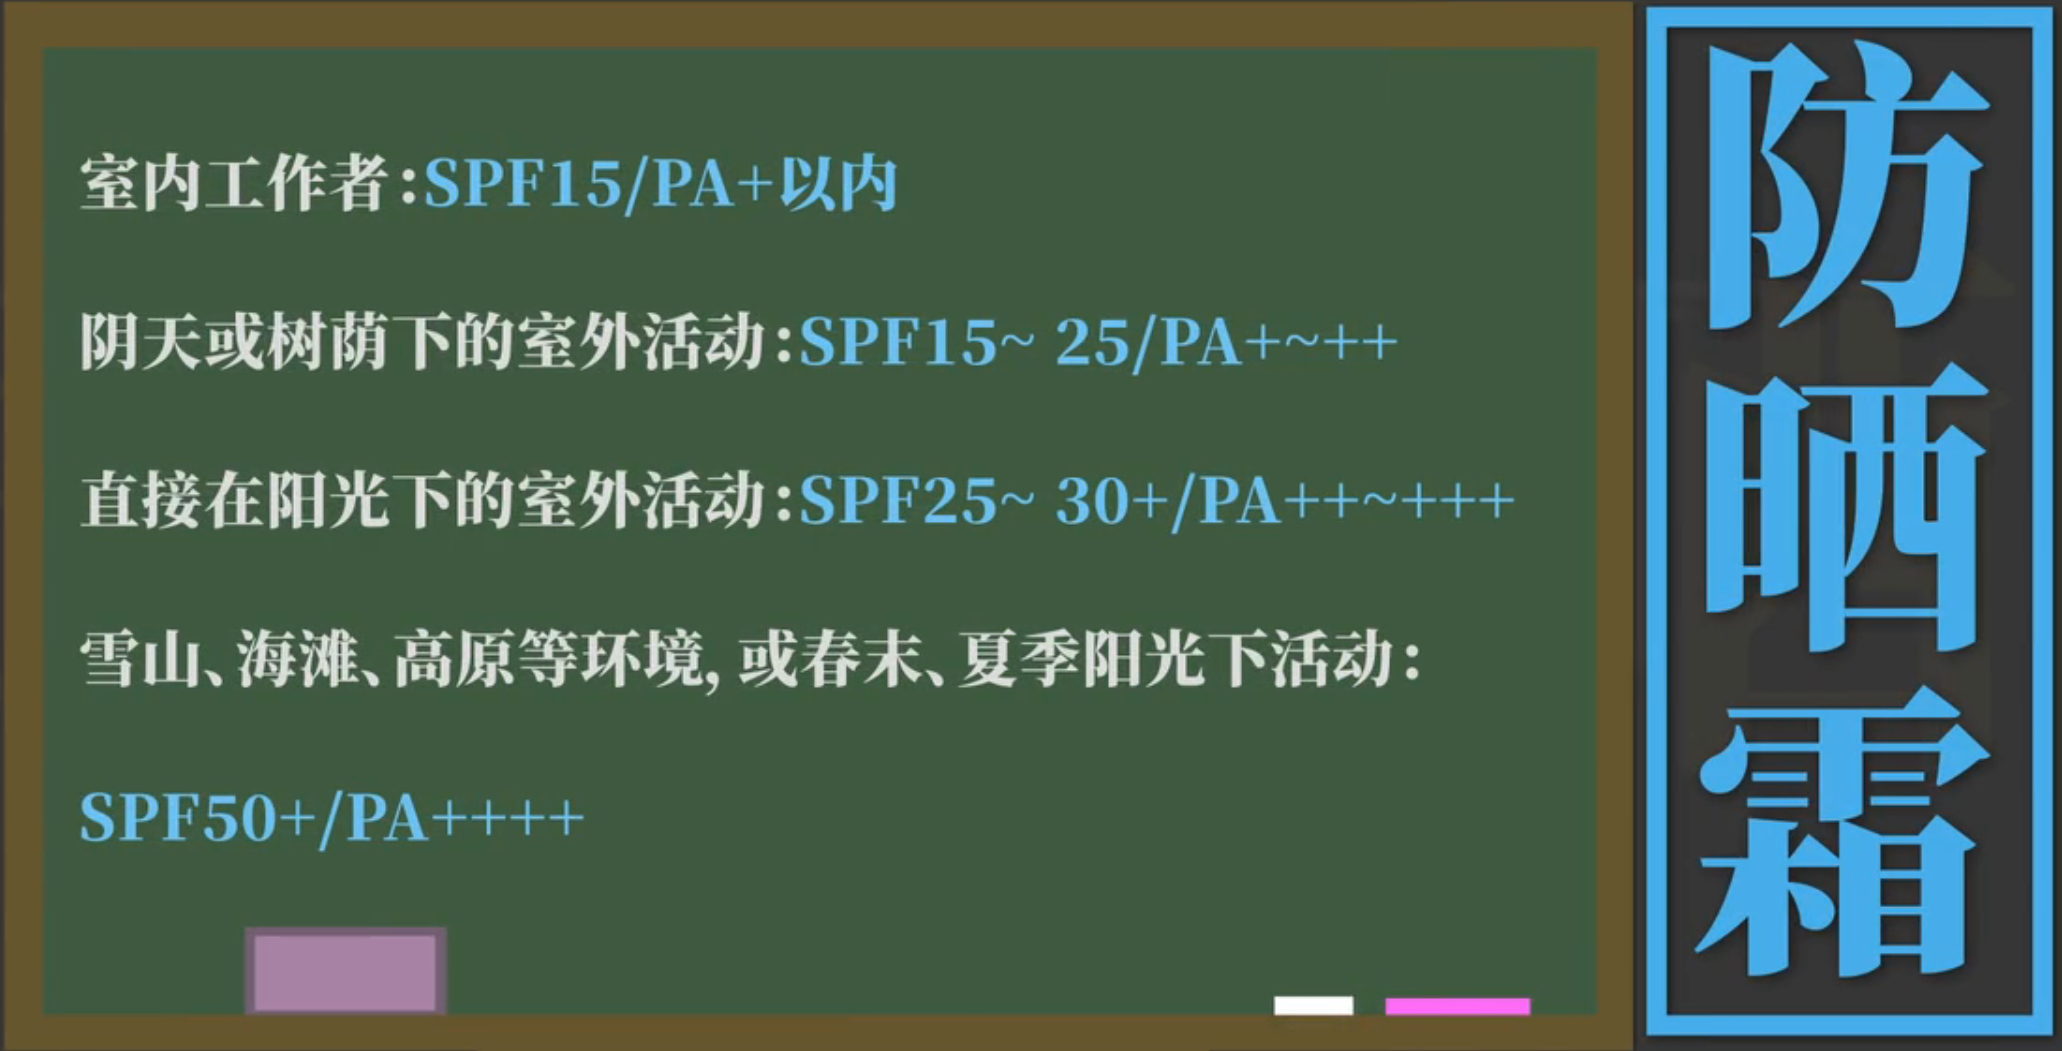 室内工作者:SPF15/PA+以内
阴天或树荫下的室外活动:SPF15~ 25/PA+~++
直接在阳光下的室外活动:SPF25~ 30+/PA++~+++
雪山、海滩、高原等环境, 或春末、夏季阳光下活动:
SPF50+/PA++++
防晒霜